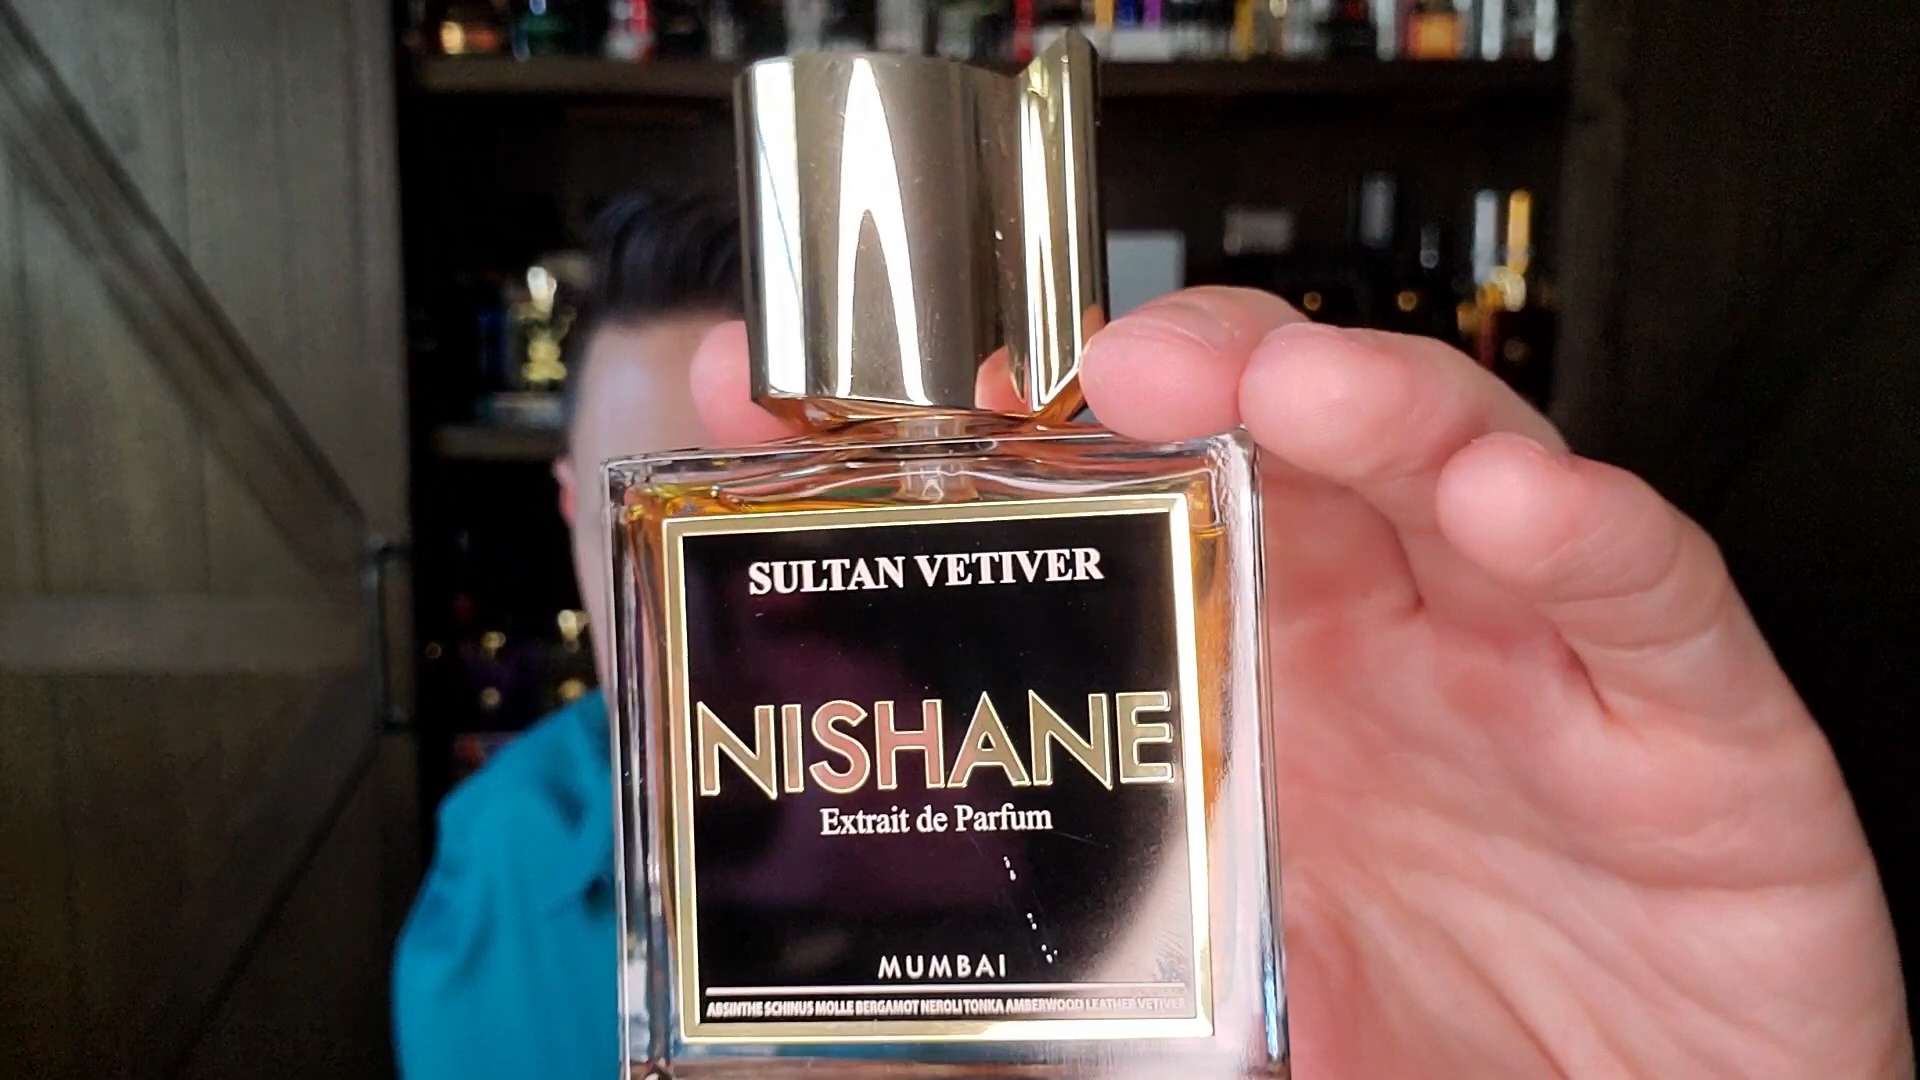 SULTAN VETIVER
NISHANE
Extrait de Parfum
MUMBAI
ABSINTHE SCHINUS MOLLE BERGAMOT NEROLI TONKA AMBERWOOD LEATHER VETIVER